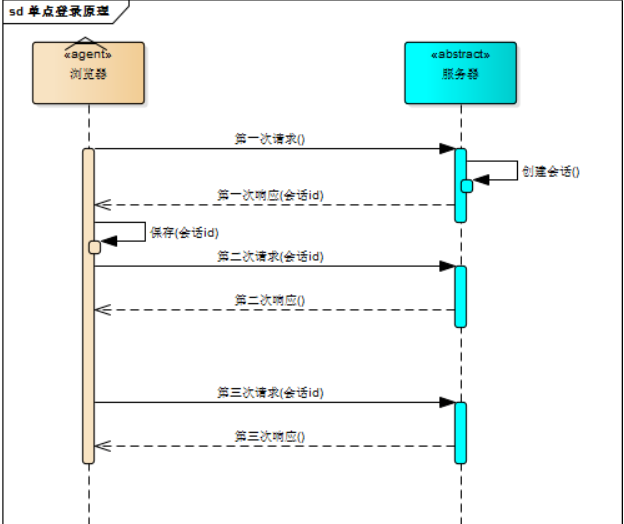 sd 单点登录原理
«agent»
浏览器
«abstract»
服务器
第一次请求()
创建会话()
第一次响应(会话id)
保存(会话id)
第二次请求(会话id)
第二次响应()
第三次请求(会话id)
第三次响应()